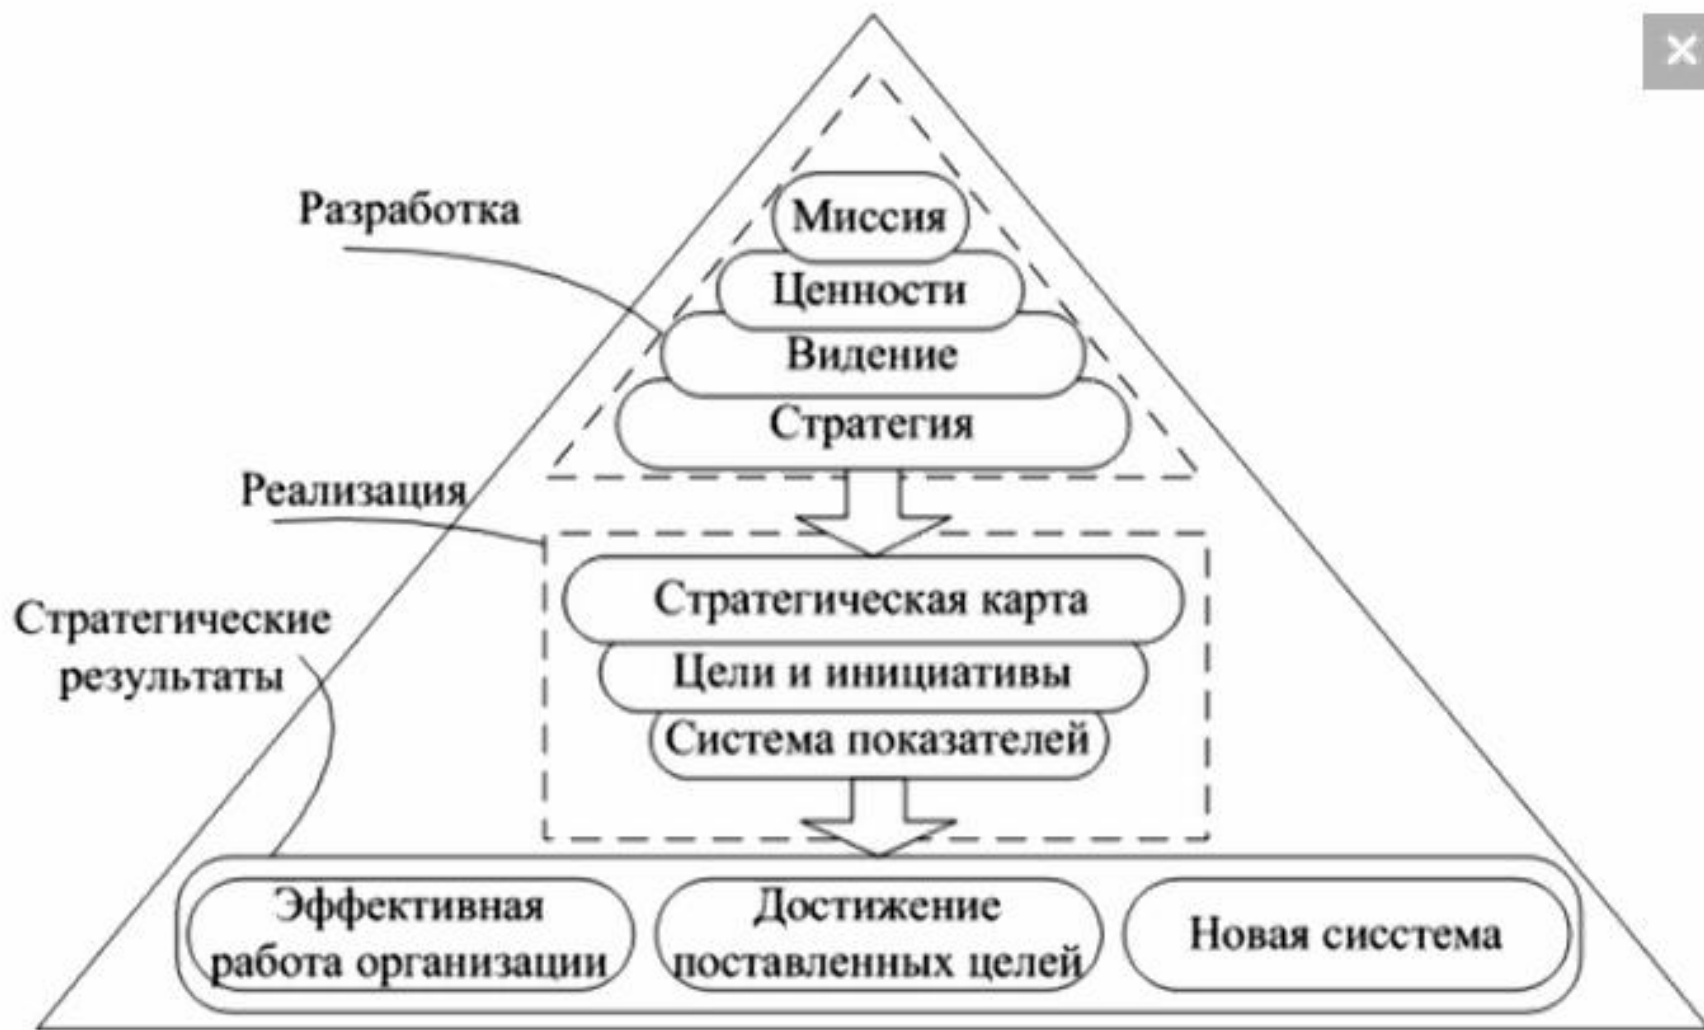 Разработка
Миссия
Ценности
Видение
Стратегия
Реализация
Стратегическая карта
Стратегические
результаты
Цели и инициативы
Система показателей
Эффективная
работа организации
Достижение
поставленных целей
Новая сисстема